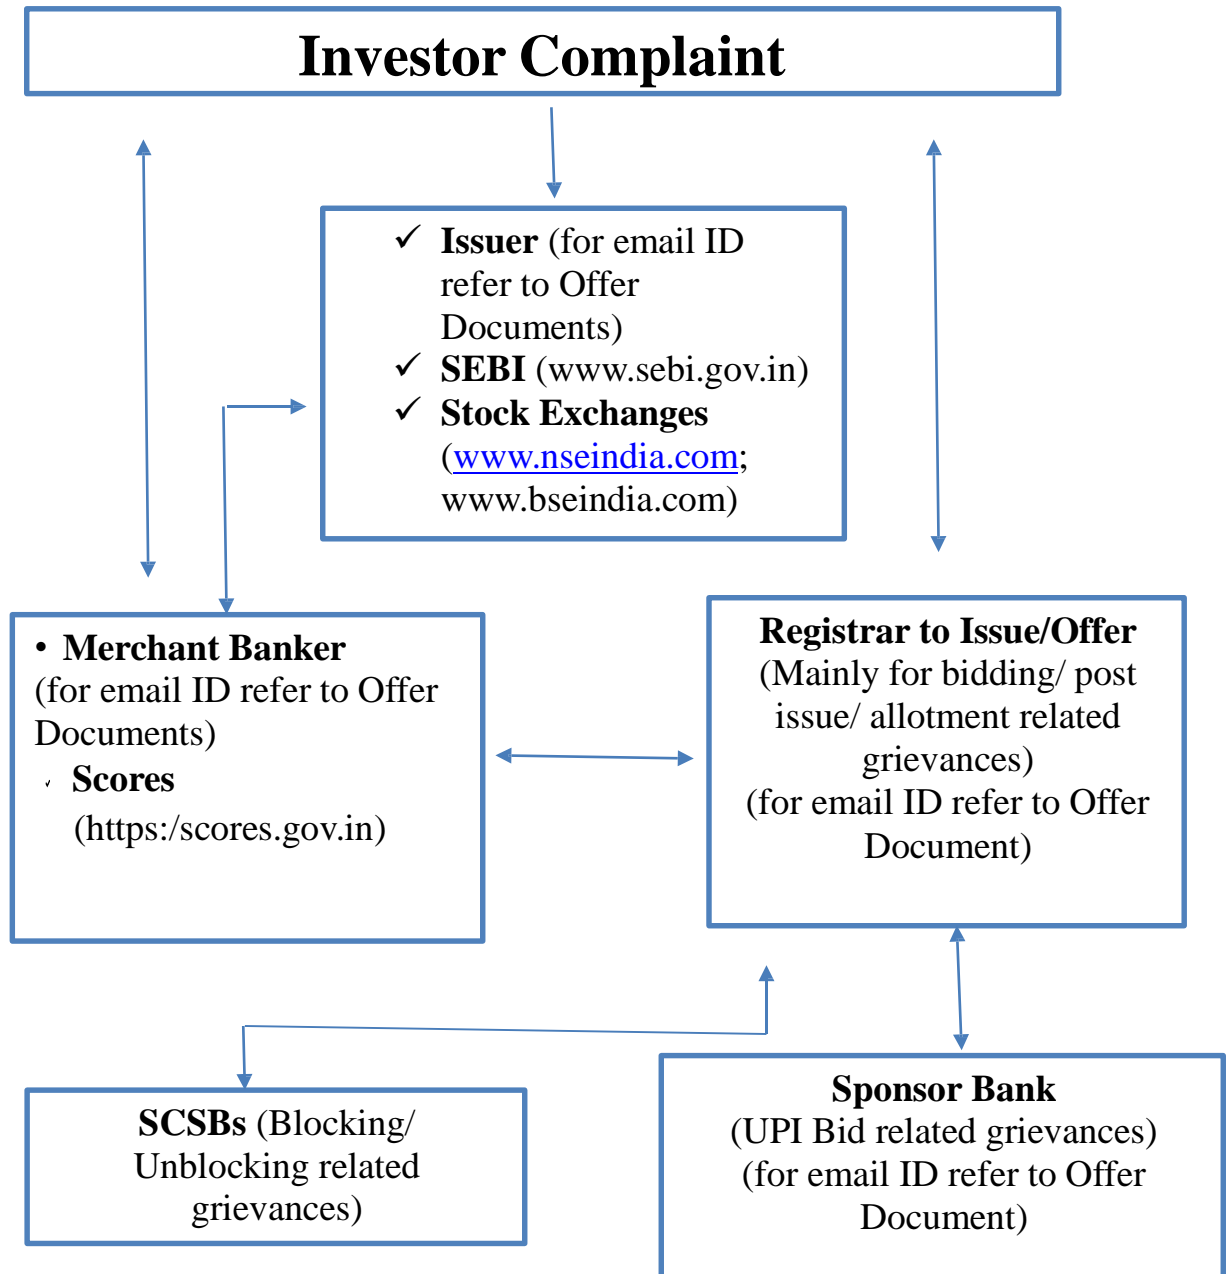 Investor Complaint
✓ Issuer (for email ID
refer to Offer
Documents)
✓ SEBI (www.sebi.gov.in)
✓ Stock Exchanges
(www.nseindia.com;
www.bseindia.com)
• Merchant Banker
(for email ID refer to Offer
Documents)
✓ Scores
(https:/scores.gov.in)
Registrar to Issue/Offer
(Mainly for bidding/ post
issue/ allotment related
grievances)
(for email ID refer to Offer
Document)
SCSBs (Blocking/
Unblocking related
grievances)
Sponsor Bank
(UPI Bid related grievances)
(for email ID refer to Offer
Document)